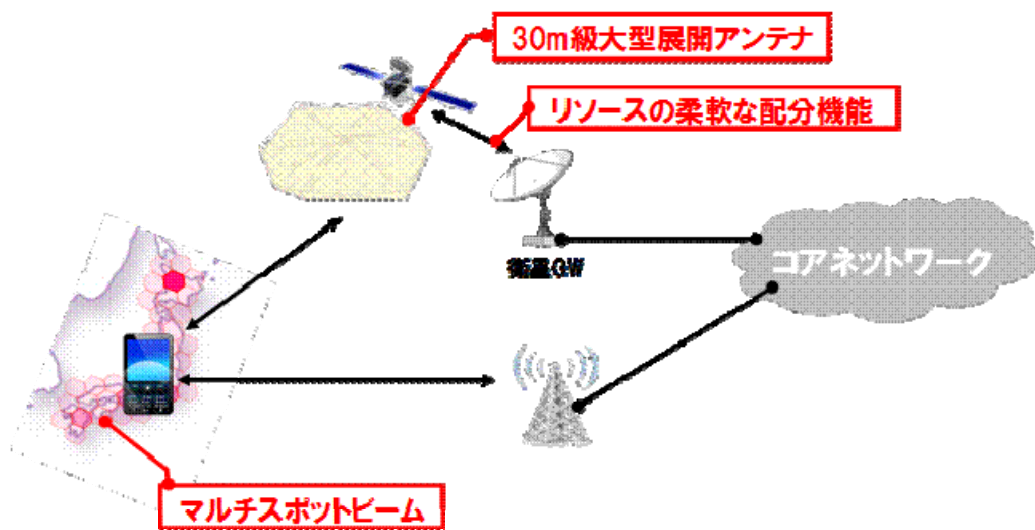 30m級大型展開アンテナ
リソースの柔軟な配分機能
衛星GW
コアネットワーク
マルチスポットビーム